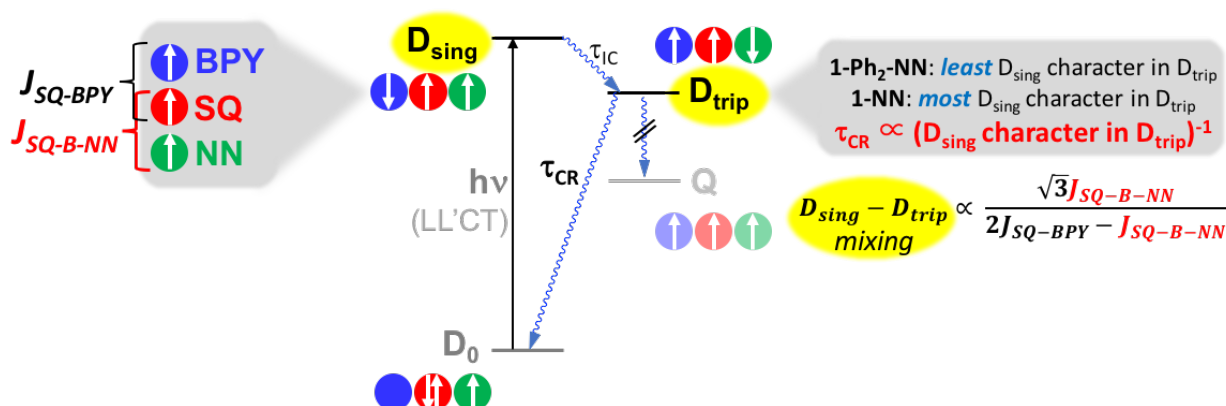 J_SQ-BPY
J_SQ-B-NN
BPY
SQ
NN
D_sing
τ_IC
D_trip
hν
(LL'CT)
τ_CR
Q
D_0
1-Ph_2-NN: least D_sing character in D_trip
1-NN: most D_sing character in D_trip
τ_CR ∝ (D_sing character in D_trip)^-1
D_sing − D_trip ∝ √3J_SQ−B−NN / 2J_SQ−BPY − J_SQ−B−NN
mixing